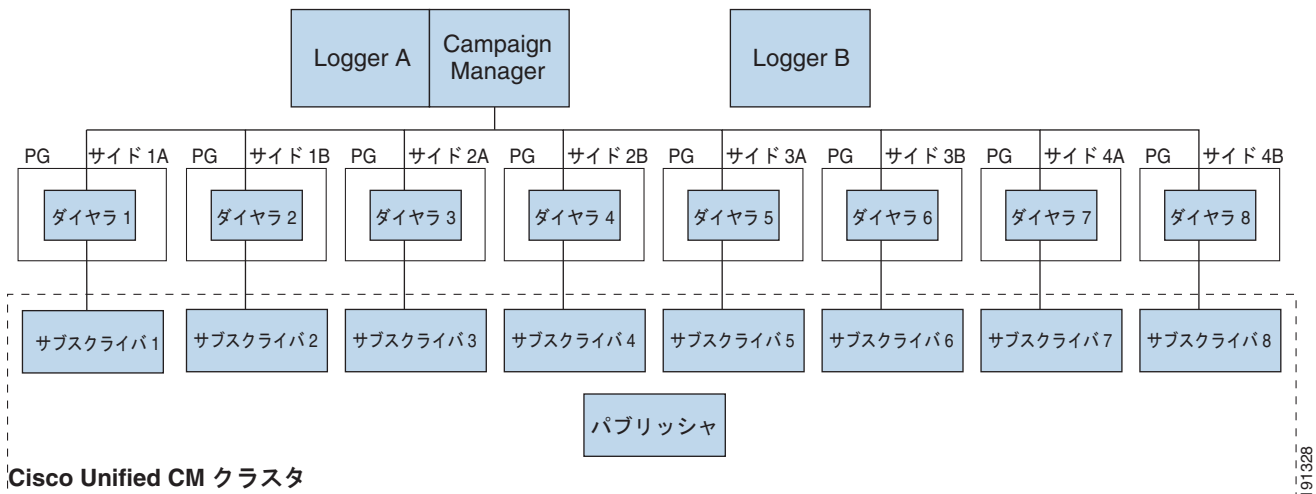 Logger A
Campaign
Manager
Logger B
PG サイド 1A
PG サイド 1B
PG サイド 2A
PG サイド 2B
PG サイド 3A
PG サイド 3B
PG サイド 4A
PG サイド 4B
ダイヤラ 1
ダイヤラ 2
ダイヤラ 3
ダイヤラ 4
ダイヤラ 5
ダイヤラ 6
ダイヤラ 7
ダイヤラ 8
サブスクライバ 1
サブスクライバ 2
サブスクライバ 3
サブスクライバ 4
サブスクライバ 5
サブスクライバ 6
サブスクライバ 7
サブスクライバ 8
パブリッシャ
Cisco Unified CM クラスタ
191328